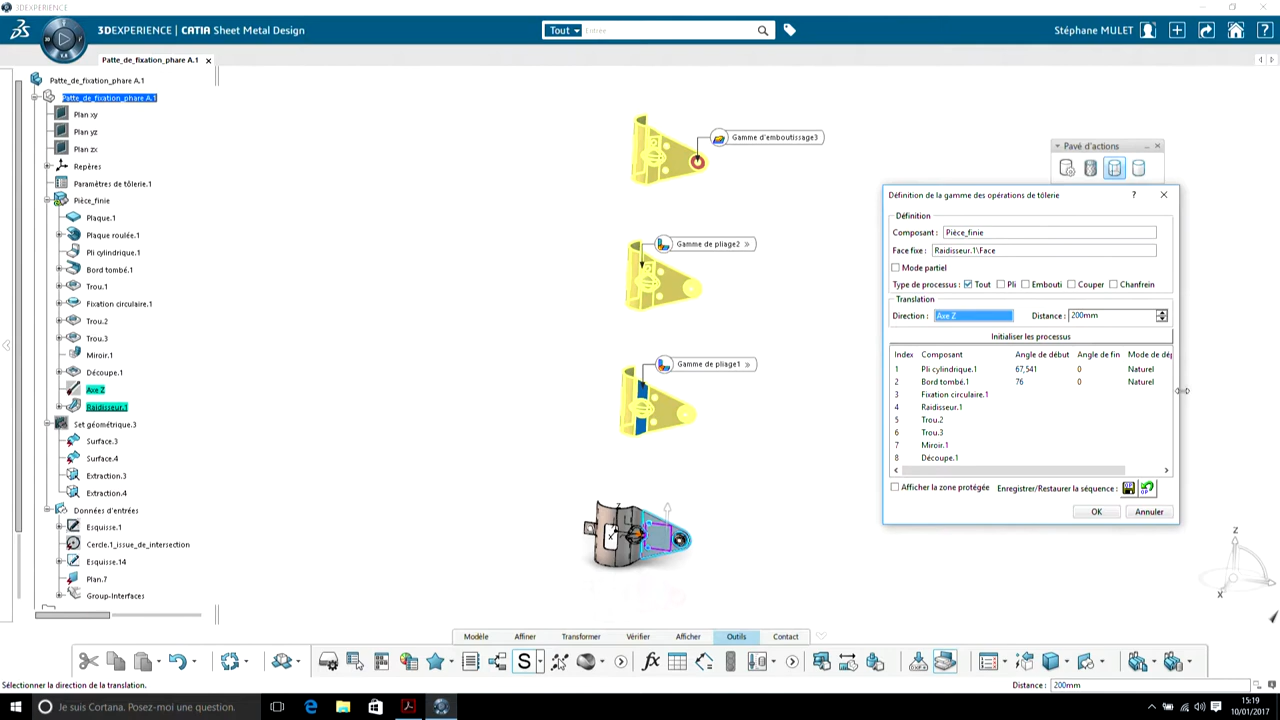 3DEXPERIENCE
3DEXPERIENCE | CATIA Sheet Metal Design
Tout
Stéphane MULET
Patte_de_fixation_phare A.1
Patte_de_fixation_phare A.1
Patte_de_fixation_phare A.1
Plan xy
Plan yz
Plan zx
Repères
Paramètres de tôlerie.1
Pièce_finie
Plaque.1
Plaque roulée.1
Pli cylindrique.1
Bord tombé.1
Trou.1
Fixation circulaire.1
Trou.2
Trou.3
Miroir.1
Découpe.1
Axe Z
Raidisseur.1
Set géométrique.3
Surface.3
Surface.4
Extraction.3
Extraction.4
Données d'entrées
Esquisse.1
Cercle.1_issue_de_intersection
Esquisse.14
Plan.7
Group-Interfaces
Gamme d'emboutissage3
Gamme de pliage2 »
Gamme de pliage1 »
Pavé d'actions
Définition de la gamme des opérations de tôlerie
Définition
Composant : Pièce_finie
Face fixe : Raidisseur.1\Face
Mode partiel
Type de processus : Tout Pli Embouti Couper Chanfrein
Translation
Direction : Axe Z Distance : 200mm
Initialiser les processus
Index Composant Angle de début Angle de fin Mode de dé
1 Pli cylindrique.1 67,541 0 Naturel
2 Bord tombé.1 76 0 Naturel
3 Fixation circulaire.1
4 Raidisseur.1
5 Trou.2
6 Trou.3
7 Miroir.1
8 Découpe.1
Afficher la zone protégée Enregistrer/Restaurer la séquence :
OK Annuler
Z
X
Modèle Affiner Transformer Vérifier Afficher Outils Contact
Sélectionner la direction de la translation.
Distance : 200mm
Je suis Cortana. Posez-moi une question.
15:19
10/01/2017